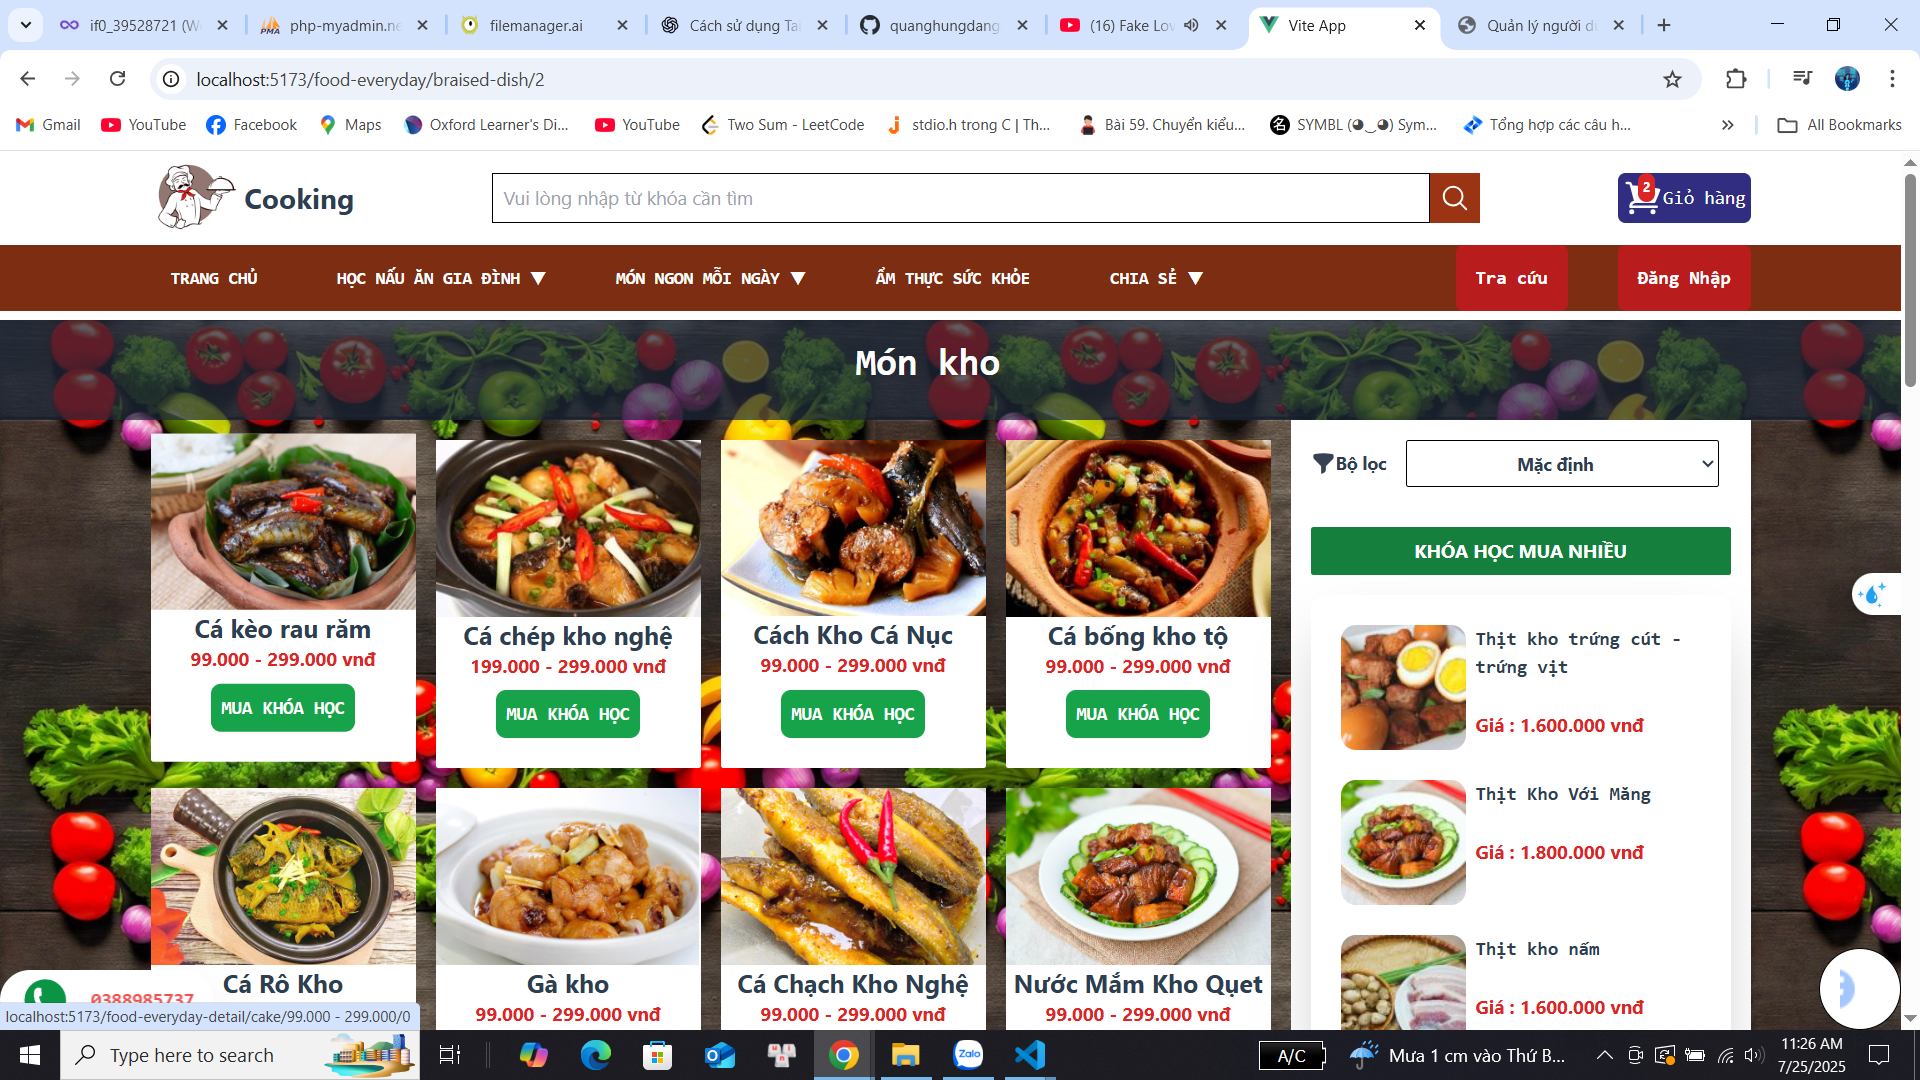 if0_39528721 (W
php-myadmin.ne
filemanager.ai
Cách sử dụng Tai
quanghungdang
(16) Fake Lov
Vite App
Quản lý người d
localhost:5173/food-everyday/braised-dish/2
Gmail
YouTube
Facebook
Maps
Oxford Learner's Di...
YouTube
Two Sum - LeetCode
stdio.h trong C | Th...
Bài 59. Chuyển kiểu...
SYMBL (◕‿◕) Sym...
Tổng hợp các câu h...
All Bookmarks
Cooking
Vui lòng nhập từ khóa cần tìm
2
Giỏ hàng
TRANG CHỦ
HỌC NẤU ĂN GIA ĐÌNH ▼
MÓN NGON MỖI NGÀY ▼
ẨM THỰC SỨC KHỎE
CHIA SẺ ▼
Tra cứu
Đăng Nhập
Món kho
Cá kèo rau răm
99.000 - 299.000 vnđ
MUA KHÓA HỌC
Cá chép kho nghệ
199.000 - 299.000 vnđ
MUA KHÓA HỌC
Cách Kho Cá Nục
99.000 - 299.000 vnđ
MUA KHÓA HỌC
Cá bống kho tộ
99.000 - 299.000 vnđ
MUA KHÓA HỌC
Bộ lọc
Mặc định
KHÓA HỌC MUA NHIỀU
Thịt kho trứng cút -
trứng vịt
Giá : 1.600.000 vnđ
Thịt Kho Với Măng
Giá : 1.800.000 vnđ
Thịt kho nấm
Giá : 1.600.000 vnđ
Cá Rô Kho
Gà kho
99.000 - 299.000 vnđ
Cá Chạch Kho Nghệ
99.000 - 299.000 vnđ
Nước Mắm Kho Quẹt
99.000 - 299.000 vnđ
0388985737
localhost:5173/food-everyday-detail/cake/99.000 - 299.000/0
Type here to search
Zalo
A/C
Mưa 1 cm vào Thứ B...
11:26 AM
7/25/2025